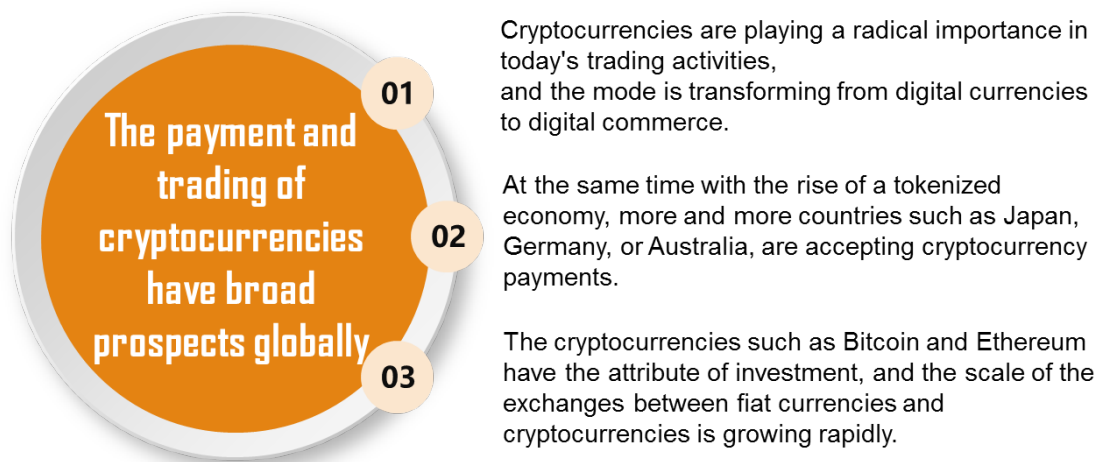 The payment and
trading of
cryptocurrencies
have broad
prospects globally
01
Cryptocurrencies are playing a radical importance in
today's trading activities,
and the mode is transforming from digital currencies
to digital commerce.
02
At the same time with the rise of a tokenized
economy, more and more countries such as Japan,
Germany, or Australia, are accepting cryptocurrency
payments.
03
The cryptocurrencies such as Bitcoin and Ethereum
have the attribute of investment, and the scale of the
exchanges between fiat currencies and
cryptocurrencies is growing rapidly.